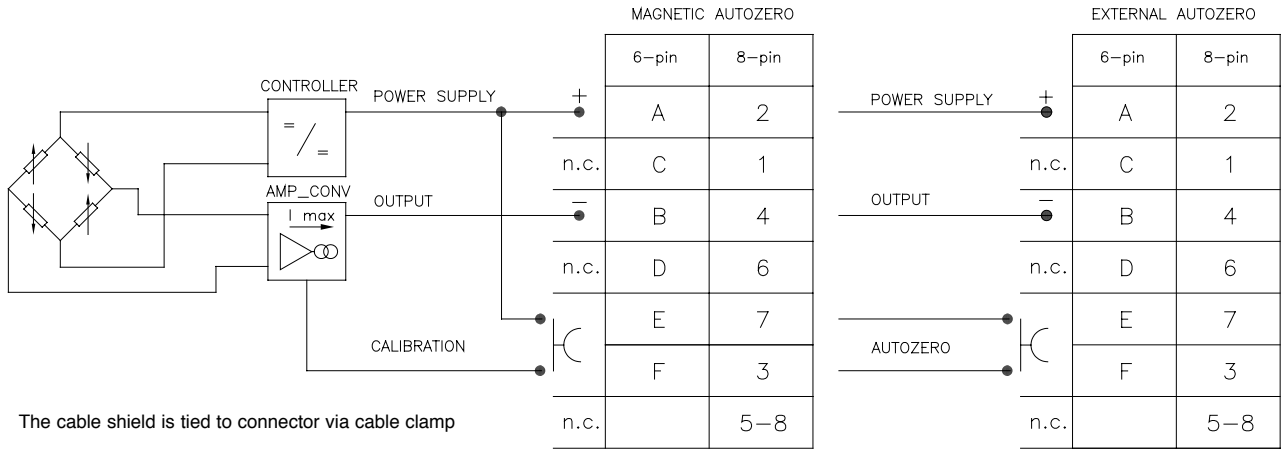 MAGNETIC AUTOZERO
EXTERNAL AUTOZERO
6-pin 8-pin
6-pin 8-pin
CONTROLLER
= / =
POWER SUPPLY
+ A 2
POWER SUPPLY
+ A 2
n.c. C 1
n.c. C 1
AMP_CONV
I max
OUTPUT
− B 4
OUTPUT
− B 4
n.c. D 6
n.c. D 6
E 7
E 7
CALIBRATION
AUTOZERO
F 3
F 3
The cable shield is tied to connector via cable clamp
n.c. 5-8
n.c. 5-8